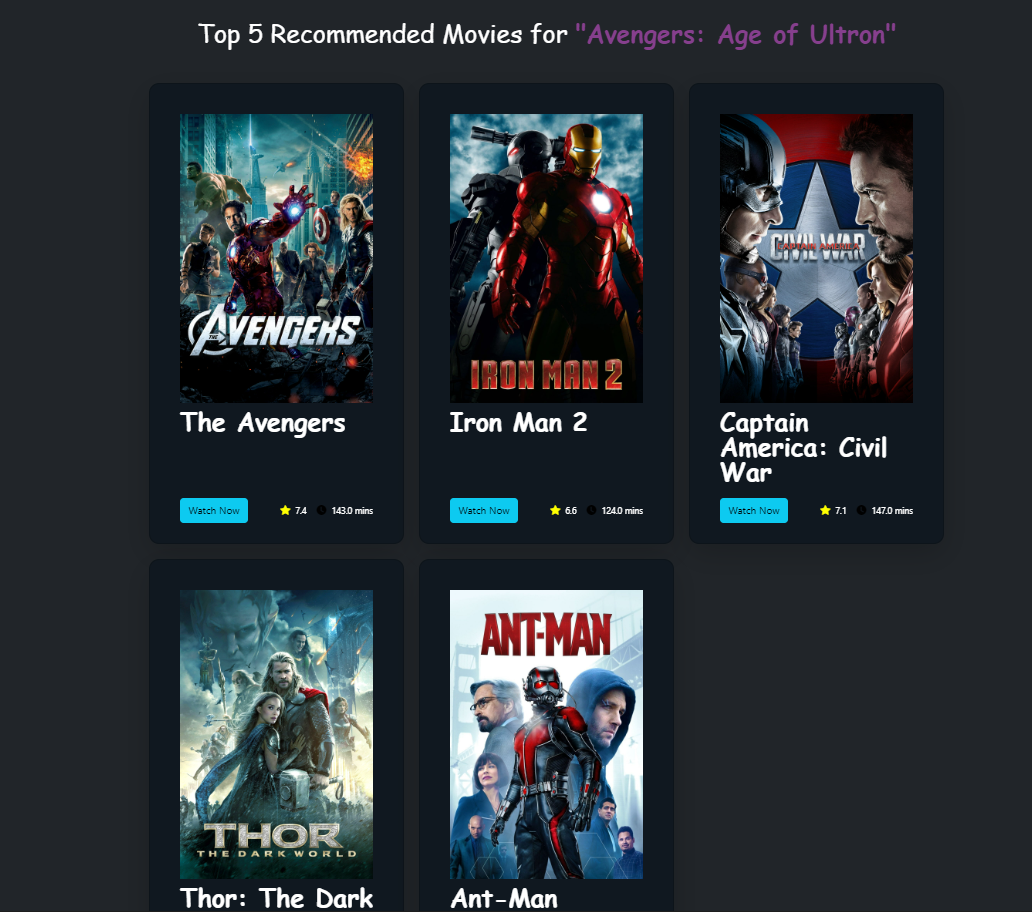 Top 5 Recommended Movies for "Avengers: Age of Ultron"
THE AVENGERS
IRON MAN 2
CAPTAIN AMERICA
CIVIL WAR
The Avengers
Iron Man 2
Captain
America: Civil
War
Watch Now 7.4 143.0 mins
Watch Now 6.6 124.0 mins
Watch Now 7.1 147.0 mins
THOR
THE DARK WORLD
ANT-MAN
Thor: The Dark
Ant-Man